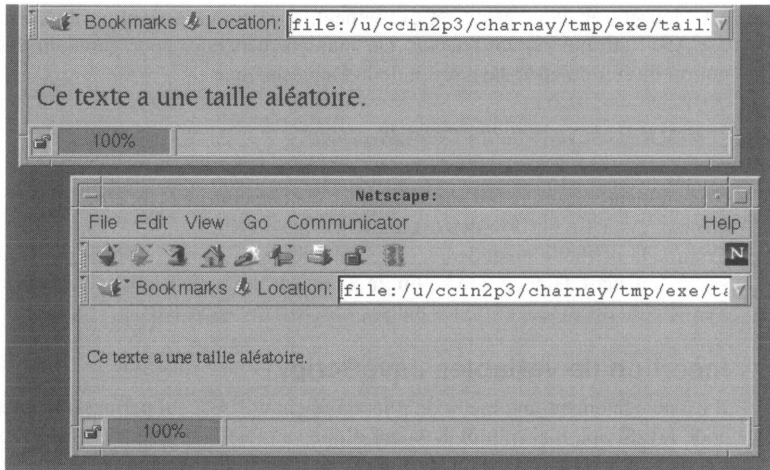 Bookmarks Location: file:/u/ccin2p3/charnay/tmp/exe/tail
Ce texte a une taille aléatoire.
100%
Netscape:
File Edit View Go Communicator Help
N
Bookmarks Location: file:/u/ccin2p3/charnay/tmp/exe/ta
Ce texte a une taille aléatoire.
100%